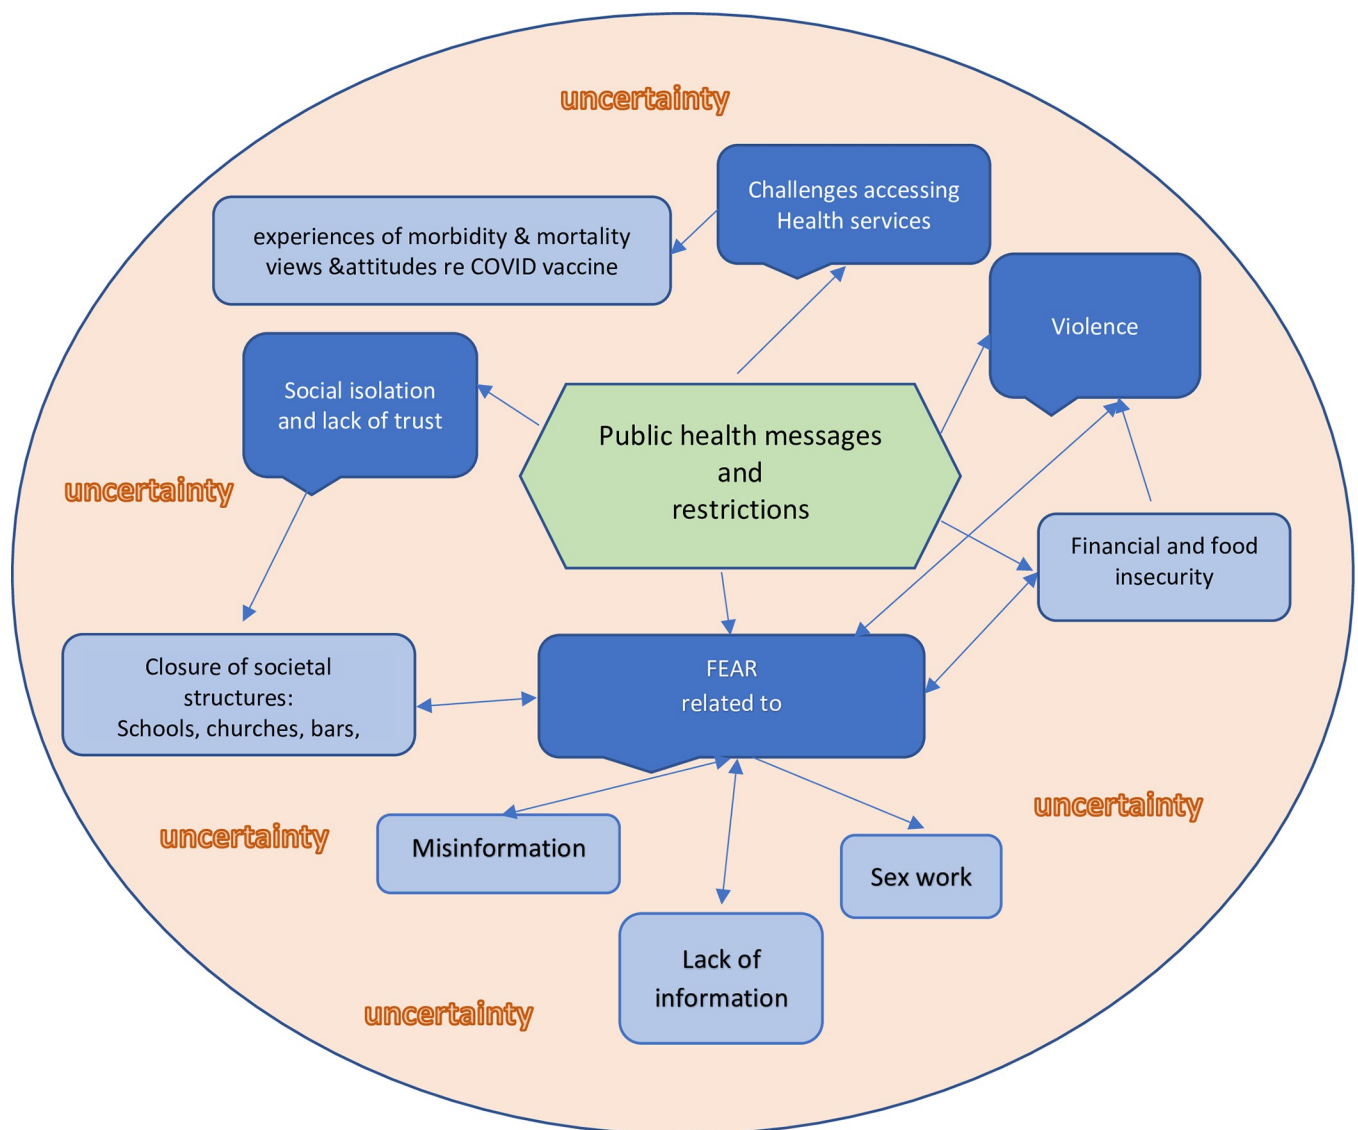 uncertainty
Challenges accessing
Health services
experiences of morbidity & mortality
views &attitudes re COVID vaccine
Violence
Social isolation
and lack of trust
Public health messages
and
restrictions
uncertainty
Financial and food
insecurity
Closure of societal
structures:
Schools, churches, bars,
FEAR
related to
uncertainty
uncertainty
Misinformation
Sex work
Lack of
information
uncertainty